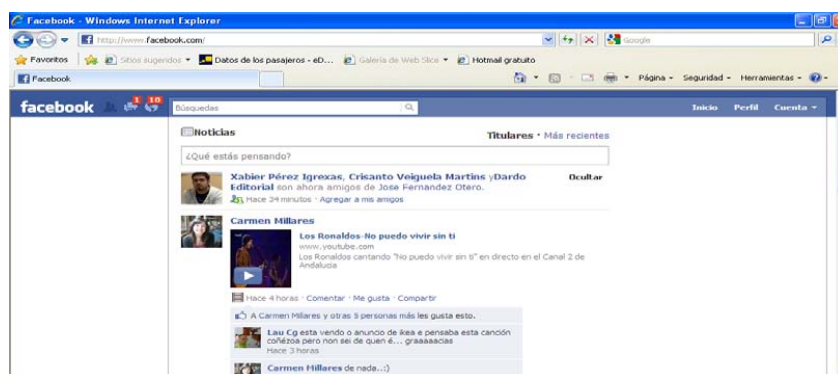 Facebook - Windows Internet Explorer
http://www.facebook.com/
Google
Favoritos
Sitios sugeridos
Datos de los pasajeros - eD...
Galería de Web Slice
Hotmail gratuito
Facebook
Página
Seguridad
Herramientas
facebook
1
10
Búsquedas
Inicio
Perfil
Cuenta
Noticias
Titulares · Más recientes
¿Qué estás pensando?
Xabier Pérez Igrexas, Crisanto Veiguela Martins y Dardo
Editorial son ahora amigos de Jose Fernandez Otero.
Ocultar
Hace 34 minutos · Agregar a mis amigos
Carmen Millares
Los Ronaldos-No puedo vivir sin ti
www.youtube.com
Los Ronaldos cantando "No puedo vivir sin ti" en directo en el Canal 2 de
Andalucia
Hace 4 horas · Comentar · Me gusta · Compartir
A Carmen Millares y otras 5 personas más les gusta esto.
Lau Cg esta vendo o anuncio de ikea e pensaba esta canción
coñézoa pero non sei de quen é... graaaaacias
Hace 3 horas
Carmen Millares de nada..:)